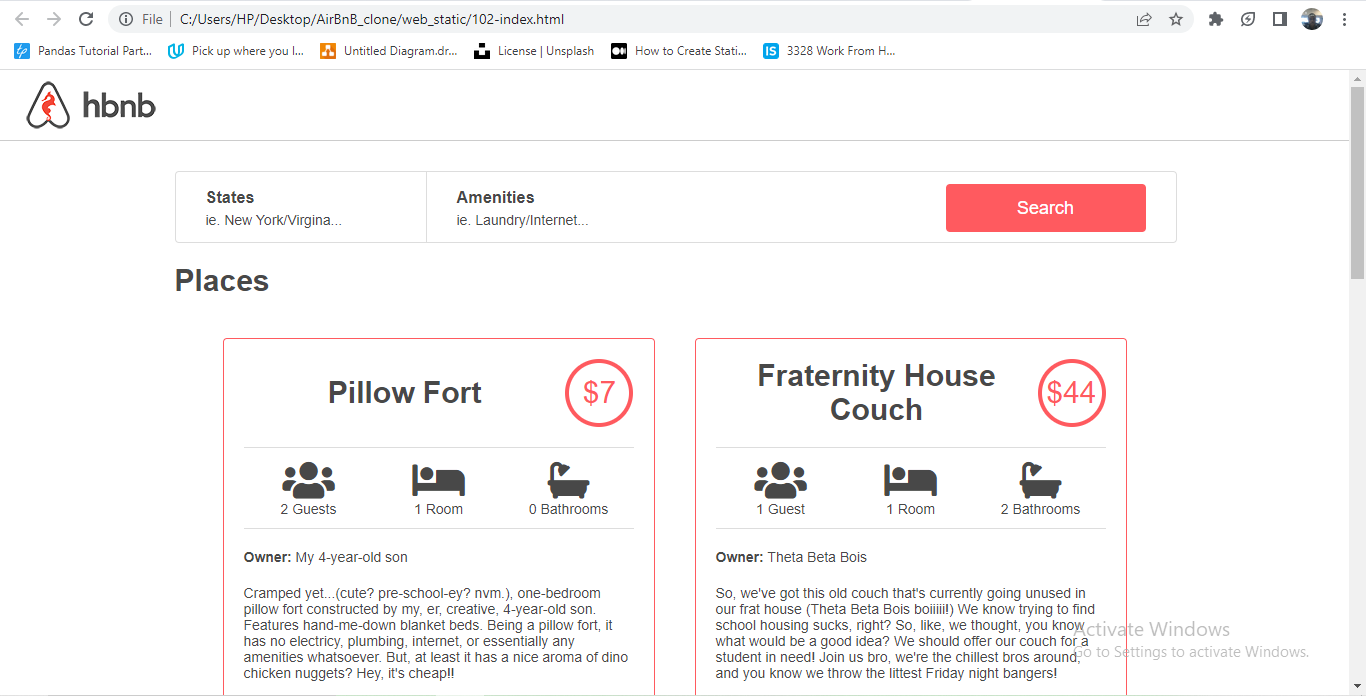 File
C:/Users/HP/Desktop/AirBnB_clone/web_static/102-index.html
Pandas Tutorial Part...
Pick up where you l...
Untitled Diagram.dr...
License | Unsplash
How to Create Stati...
IS
3328 Work From H...
hbnb
States
ie. New York/Virgina...
Amenities
ie. Laundry/Internet...
Search
Places
Pillow Fort
$7
2 Guests
1 Room
0 Bathrooms
Owner: My 4-year-old son
Cramped yet...(cute? pre-school-ey? nvm.), one-bedroom
pillow fort constructed by my, er, creative, 4-year-old son.
Features hand-me-down blanket beds. Being a pillow fort, it
has no electricy, plumbing, internet, or essentially any
amenities whatsoever. But, at least it has a nice aroma of dino
chicken nuggets? Hey, it's cheap!!
Fraternity House
Couch
$44
1 Guest
1 Room
2 Bathrooms
Owner: Theta Beta Bois
So, we've got this old couch that's currently going unused in
our frat house (Theta Beta Bois boiiiii!) We know trying to find
school housing sucks, right? So, like, we thought, you know
what would be a good idea? We should offer our couch for a
student in need! Join us bro, we're the chillest bros around,
and you know we throw the littest Friday night bangers!
Activate Windows
Go to Settings to activate Windows.